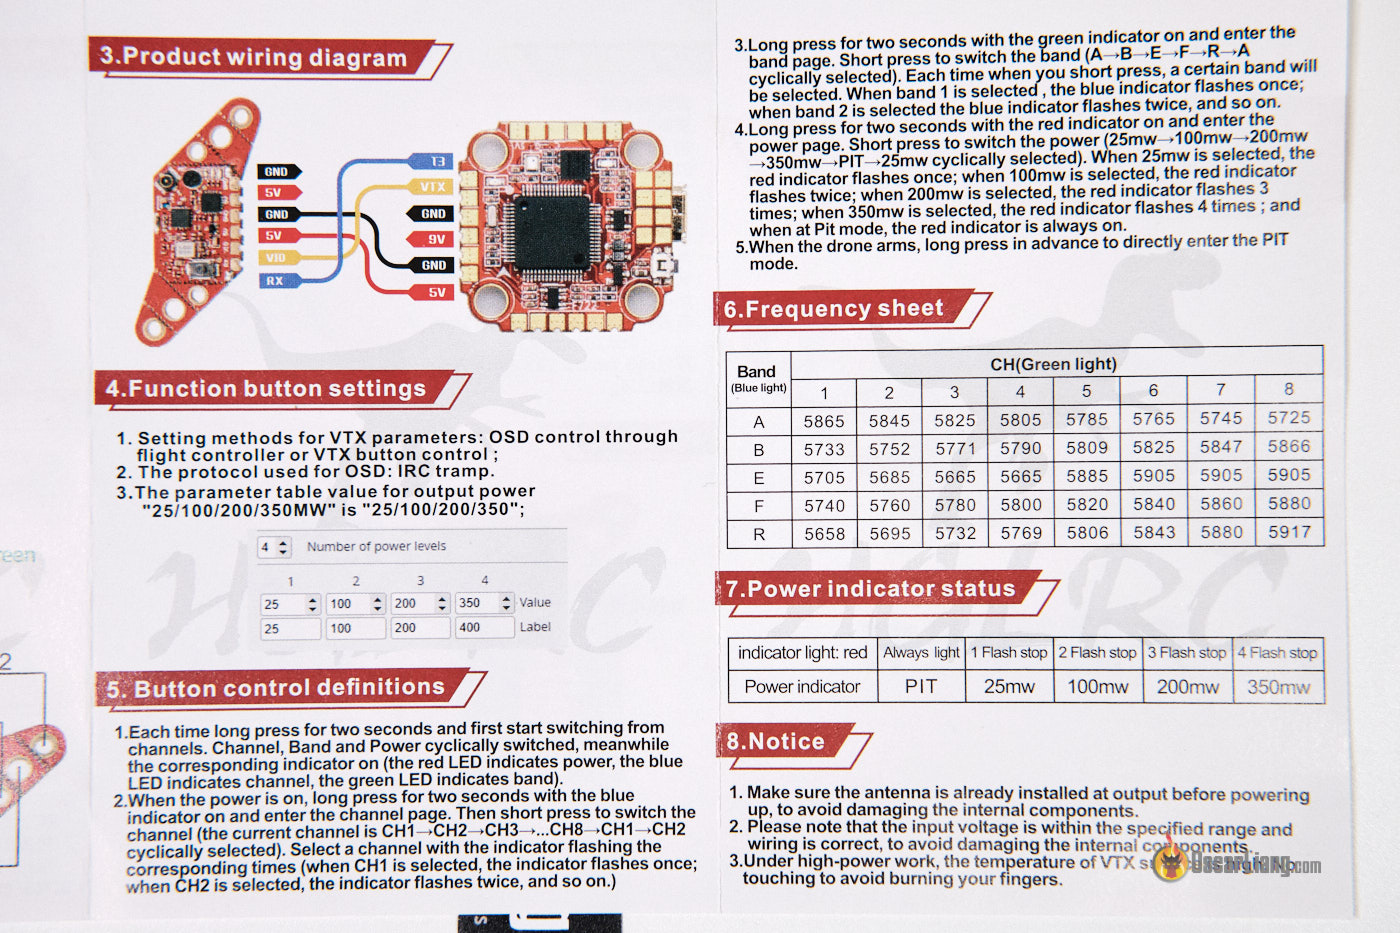 3.Product wiring diagram
GND
5V
GND
5V
VIO
RX
T3
VTX
GND
9V
GND
5V
4.Function button settings
1. Setting methods for VTX parameters: OSD control through
flight controller or VTX button control ;
2. The protocol used for OSD: IRC tramp.
3.The parameter table value for output power
"25/100/200/350MW" is "25/100/200/350";
4 Number of power levels
1 2 3 4
25 100 200 350 Value
25 100 200 400 Label
5. Button control definitions
1.Each time long press for two seconds and first start switching from
channels. Channel, Band and Power cyclically switched, meanwhile
the corresponding indicator on (the red LED indicates power, the blue
LED indicates channel, the green LED indicates band).
2.When the power is on, long press for two seconds with the blue
indicator on and enter the channel page. Then short press to switch the
channel (the current channel is CH1→CH2→CH3→...CH8→CH1→CH2
cyclically selected). Select a channel with the indicator flashing the
corresponding times (when CH1 is selected, the indicator flashes once;
when CH2 is selected, the indicator flashes twice, and so on.)
3.Long press for two seconds with the green indicator on and enter the
band page. Short press to switch the band (A→B→E→F→R→A
cyclically selected). Each time when you short press, a certain band will
be selected. When band 1 is selected , the blue indicator flashes once;
when band 2 is selected the blue indicator flashes twice, and so on.
4.Long press for two seconds with the red indicator on and enter the
power page. Short press to switch the power (25mw→100mw→200mw
→350mw→PIT→25mw cyclically selected). When 25mw is selected, the
red indicator flashes once; when 100mw is selected, the red indicator
flashes twice; when 200mw is selected, the red indicator flashes 3
times; when 350mw is selected, the red indicator flashes 4 times ; and
when at Pit mode, the red indicator is always on.
5.When the drone arms, long press in advance to directly enter the PIT
mode.
6.Frequency sheet
Band
(Blue light)
CH(Green light)
1 2 3 4 5 6 7 8
A 5865 5845 5825 5805 5785 5765 5745 5725
B 5733 5752 5771 5790 5809 5825 5847 5866
E 5705 5685 5665 5665 5885 5905 5905 5905
F 5740 5760 5780 5800 5820 5840 5860 5880
R 5658 5695 5732 5769 5806 5843 5880 5917
7.Power indicator status
indicator light: red Always light 1 Flash stop 2 Flash stop 3 Flash stop 4 Flash stop
Power indicator PIT 25mw 100mw 200mw 350mw
8.Notice
1. Make sure the antenna is already installed at output before powering
up, to avoid damaging the internal components.
2. Please note that the input voltage is within the specified range and
wiring is correct, to avoid damaging the internal components.
3.Under high-power work, the temperature of VTX
touching to avoid burning your fingers.
OscarLiang.com
2